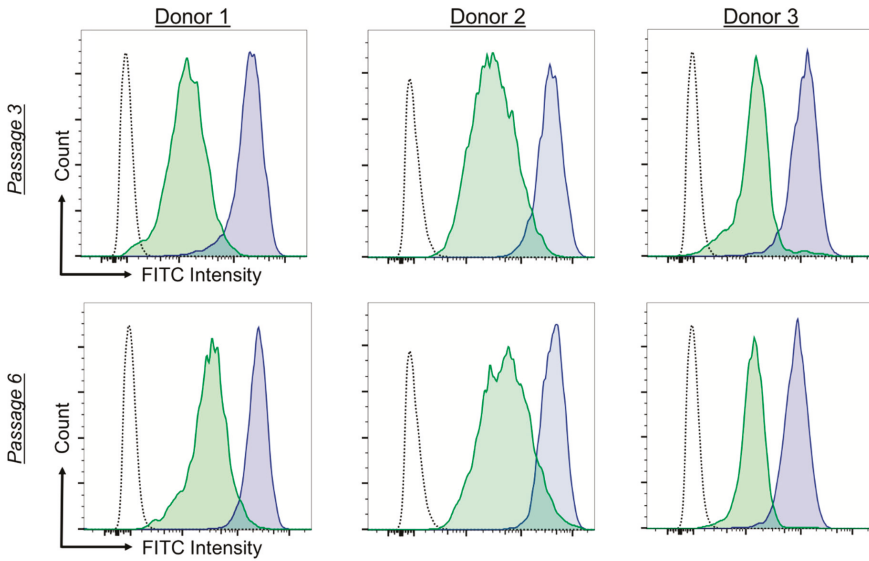 Donor 1 Donor 2 Donor 3
Passage 3
Count
FITC Intensity
Passage 6
Count
FITC Intensity